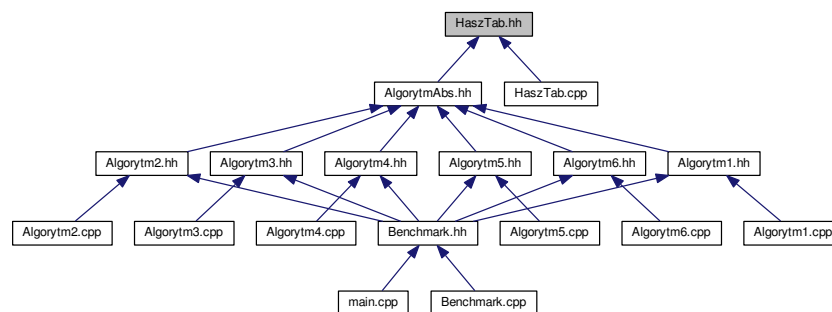 HaszTab.hh
AlgorytmAbs.hh
HaszTab.cpp
Algorytm2.hh
Algorytm3.hh
Algorytm4.hh
Algorytm5.hh
Algorytm6.hh
Algorytm1.hh
Algorytm2.cpp
Algorytm3.cpp
Algorytm4.cpp
Benchmark.hh
Algorytm5.cpp
Algorytm6.cpp
Algorytm1.cpp
main.cpp
Benchmark.cpp